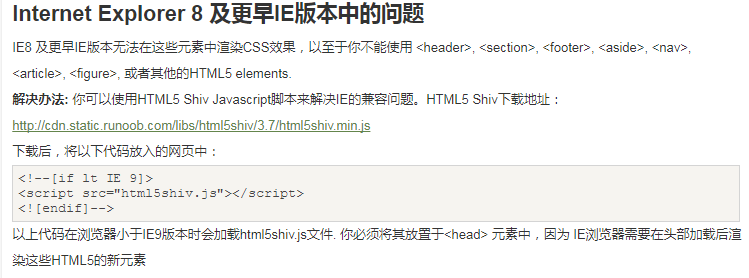 Internet Explorer 8 及更早IE版本中的问题
IE8 及更早IE版本无法在这些元素中渲染CSS效果，以至于你不能使用 <header>, <section>, <footer>, <aside>, <nav>,
<article>, <figure>, 或者其他的HTML5 elements.
解决办法: 你可以使用HTML5 Shiv Javascript脚本来解决IE的兼容问题。HTML5 Shiv下载地址：
http://cdn.static.runoob.com/libs/html5shiv/3.7/html5shiv.min.js
下载后，将以下代码放入的网页中：
<!--[if lt IE 9]>
<script src="html5shiv.js"></script>
<![endif]-->
以上代码在浏览器小于IE9版本时会加载html5shiv.js文件. 你必须将其放置于<head> 元素中，因为 IE浏览器需要在头部加载后渲
染这些HTML5的新元素